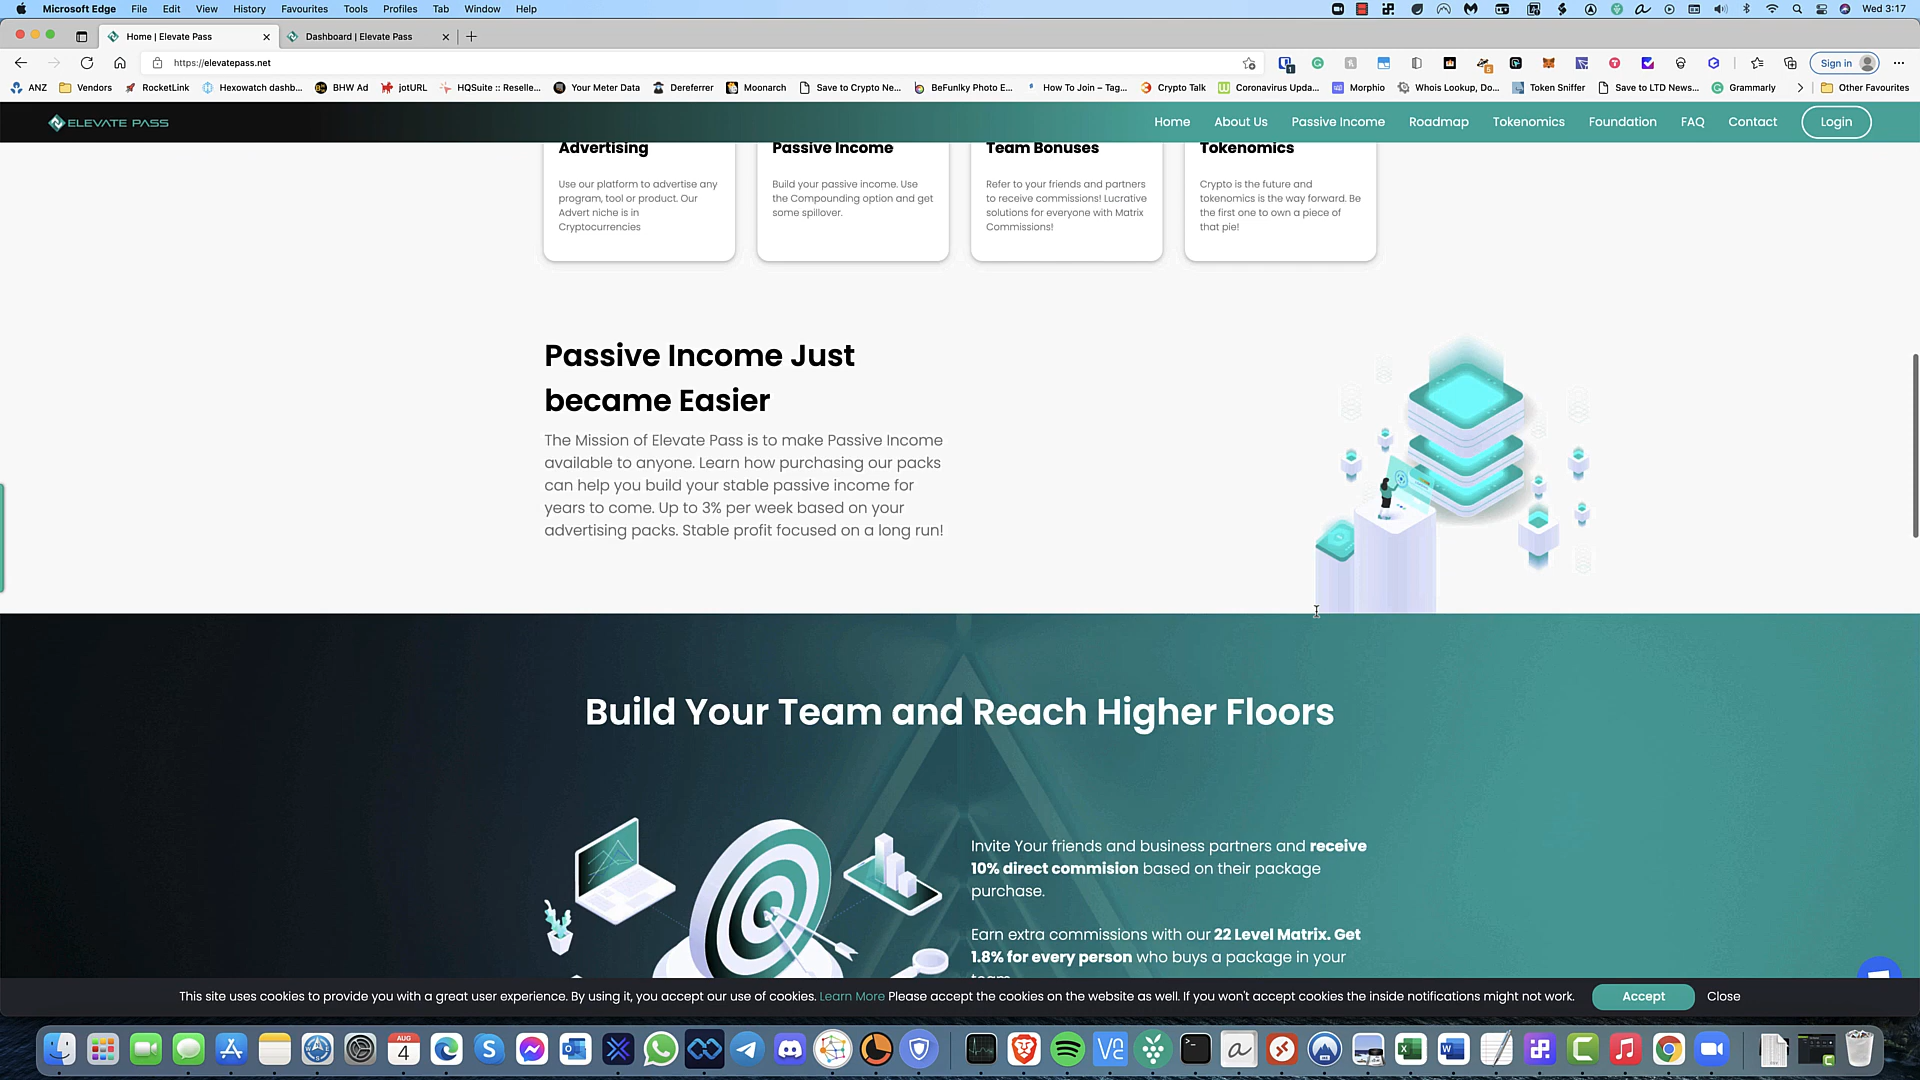 Microsoft Edge File Edit View History Favourites Tools Profiles Tab Window Help Wed 3:17
Home | Elevate Pass Dashboard | Elevate Pass
https://elevatepass.net Sign in
ANZ Vendors RocketLink Hexowatch dashb... BHW Ad jotURL HQSuite :: Reselle... Your Meter Data Dereferrer Moonarch Save to Crypto Ne... BeFunlky Photo E... How To Join – Tag... Crypto Talk Coronavirus Upda... Morphio Whois Lookup, Do... Token Sniffer Save to LTD News... Grammarly Other Favourites
ELEVATE PASS Home About Us Passive Income Roadmap Tokenomics Foundation FAQ Contact Login
Advertising
Use our platform to advertise any
program, tool or product. Our
Advert niche is in
Cryptocurrencies
Passive Income
Build your passive income. Use
the Compounding option and get
some spillover.
Team Bonuses
Refer to your friends and partners
to receive commissions! Lucrative
solutions for everyone with Matrix
Commissions!
Tokenomics
Crypto is the future and
tokenomics is the way forward. Be
the first one to own a piece of
that pie!
Passive Income Just
became Easier
The Mission of Elevate Pass is to make Passive Income
available to anyone. Learn how purchasing our packs
can help you build your stable passive income for
years to come. Up to 3% per week based on your
advertising packs. Stable profit focused on a long run!
Build Your Team and Reach Higher Floors
Invite Your friends and business partners and receive
10% direct commision based on their package
purchase.
Earn extra commissions with our 22 Level Matrix. Get
1.8% for every person who buys a package in your
This site uses cookies to provide you with a great user experience. By using it, you accept our use of cookies. Learn More Please accept the cookies on the website as well. If you won't accept cookies the inside notifications might not work. Accept Close
AUG
4